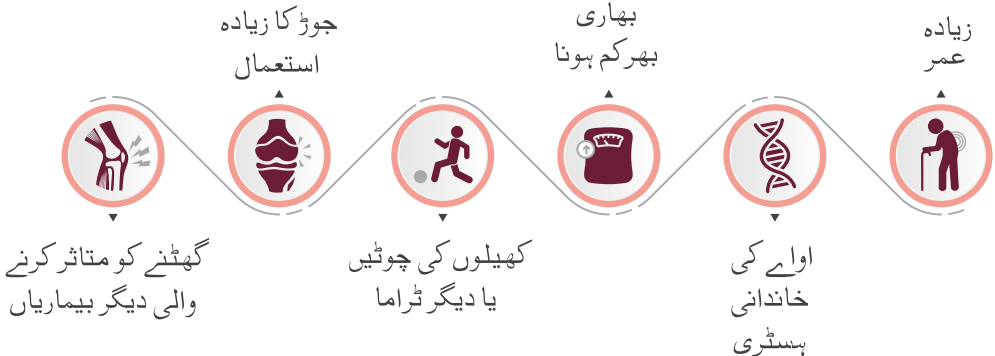 زیادہ
عمر
اواے کی
خاندانی
ہسٹری
بھاری
بھرکم ہونا
کھیلوں کی چوٹیں
یا دیگر ٹراما
جوڑ کا زیادہ
استعمال
گھٹنے کو متاثر کرنے
والی دیگر بیماریاں